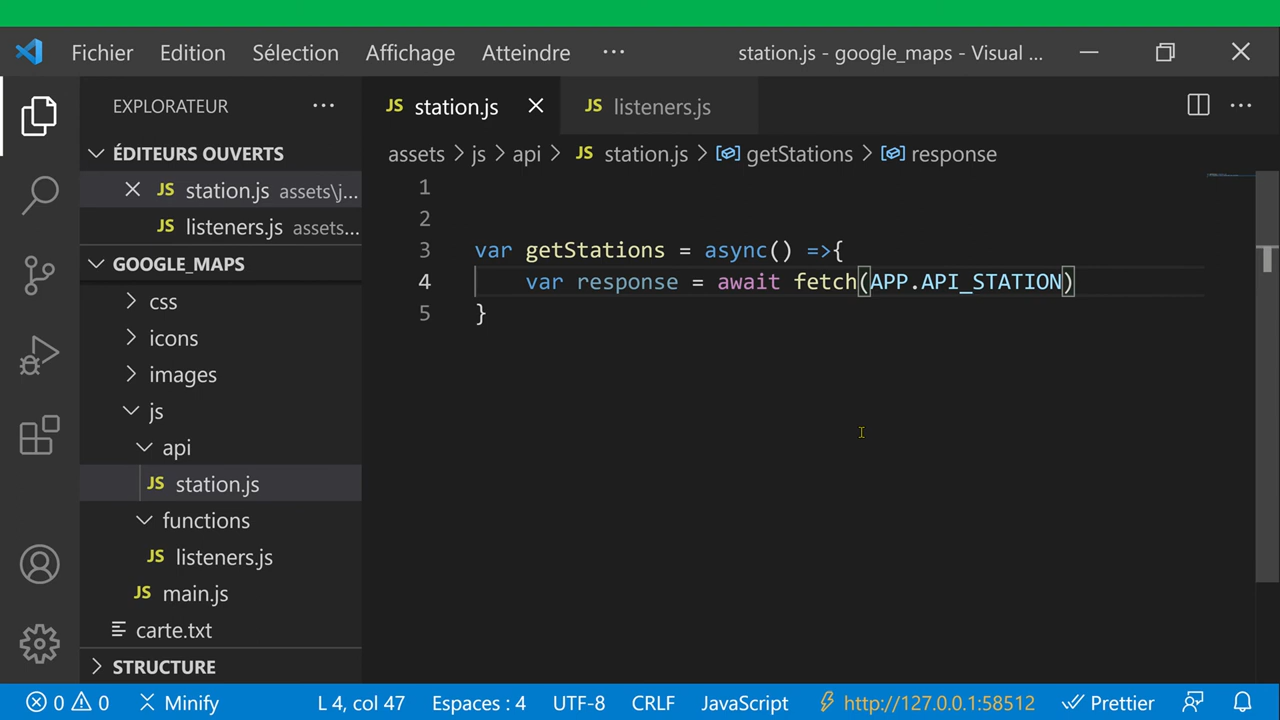 Fichier Edition Sélection Affichage Atteindre ··· station.js - google_maps - Visual ...
EXPLORATEUR ···
station.js listeners.js ···
ÉDITEURS OUVERTS
JS station.js assets\j...
JS listeners.js assets...
GOOGLE_MAPS
css
icons
images
js
api
JS station.js
functions
JS listeners.js
JS main.js
carte.txt
STRUCTURE
JS station.js
JS listeners.js
assets > js > api > JS station.js > getStations > response
1
2
3 var getStations = async() =>{
4 var response = await fetch(APP.API_STATION)
5 }
0 0 Minify L 4, col 47 Espaces : 4 UTF-8 CRLF JavaScript http://127.0.0.1:58512 Prettier